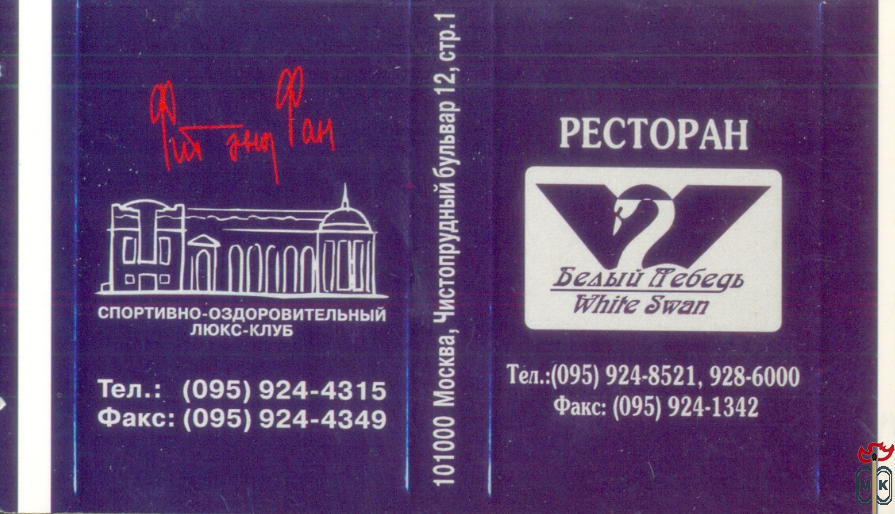 Фит энд Фан
СПОРТИВНО-ОЗДОРОВИТЕЛЬНЫЙ
ЛЮКС-КЛУБ
Тел.: (095) 924-4315
Факс: (095) 924-4349
101000 Москва, Чистопрудный бульвар 12, стр.1
РЕСТОРАН
Белый Лебедь
White Swan
Тел.:(095) 924-8521, 928-6000
Факс: (095) 924-1342
МК